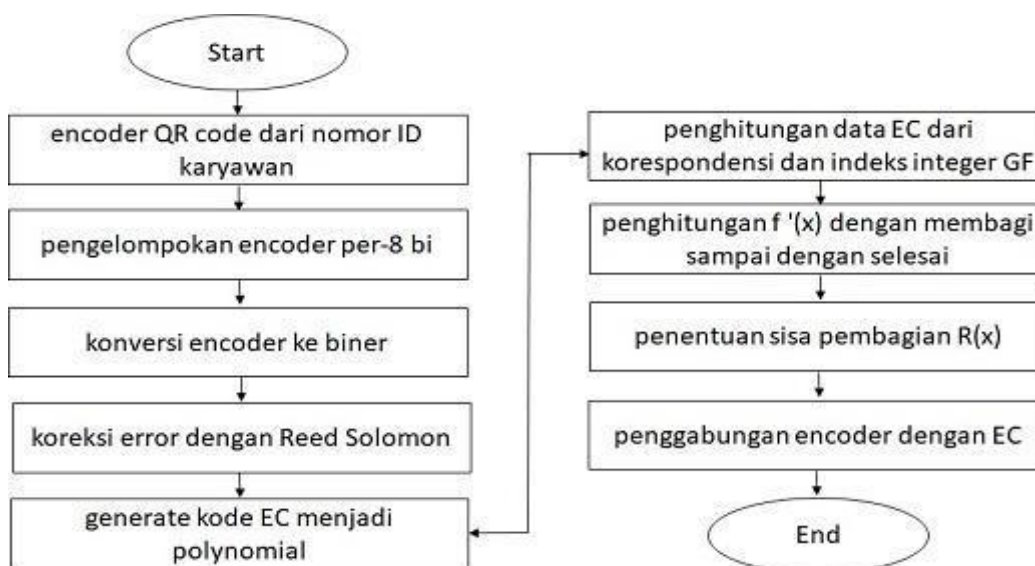 Start
encoder QR code dari nomor ID
karyawan
pengelompokan encoder per-8 bi
konversi encoder ke biner
koreksi error dengan Reed Solomon
generate kode EC menjadi
polynomial
penghitungan data EC dari
korespondensi dan indeks integer GF
penghitungan f '(x) dengan membagi
sampai dengan selesai
penentuan sisa pembagian R(x)
penggabungan encoder dengan EC
End